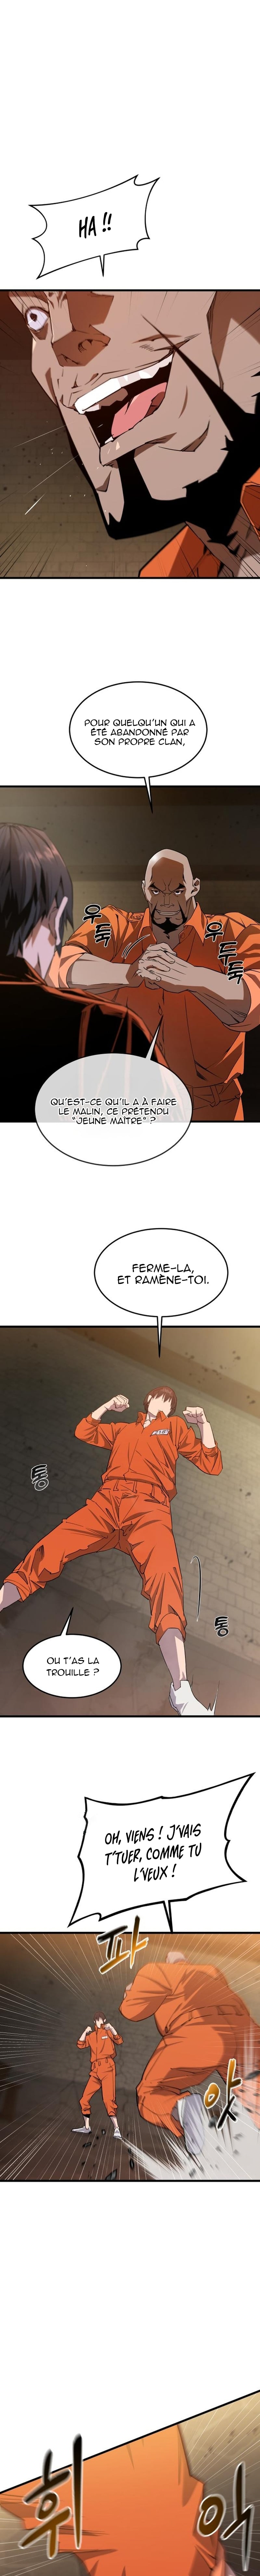 HA !!
POUR QUELQU'UN QUI A
ÉTÉ ABANDONNÉ PAR
SON PROPRE CLAN,
우득
우두둑
QU'EST-CE QU'IL A À FAIRE
LE MALIN, CE PRÉTENDU
"JEUNE MAÎTRE" ?
FERME-LA,
ET RAMÈNE-TOI.
통
통
OU T'AS LA
TROUILLE ?
OH, VIENS ! J'VAIS
T'TUER, COMME TU
L'VEUX !
파
앗
휘